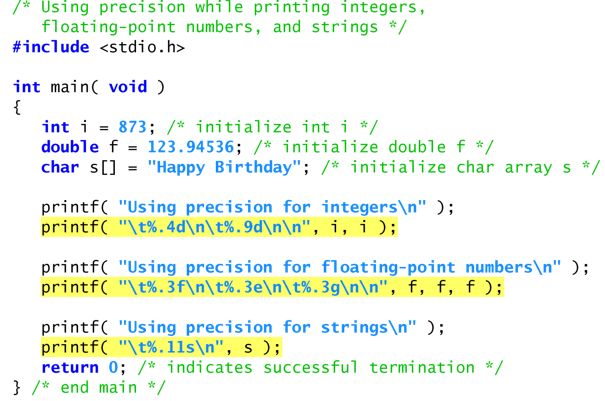 /* Using precision while printing integers,
   floating-point numbers, and strings */
#include <stdio.h>

int main( void )
{
   int i = 873; /* initialize int i */
   double f = 123.94536; /* initialize double f */
   char s[] = "Happy Birthday"; /* initialize char array s */

   printf( "Using precision for integers\n" );
   printf( "\t%.4d\n\t%.9d\n\n", i, i );

   printf( "Using precision for floating-point numbers\n" );
   printf( "\t%.3f\n\t%.3e\n\t%.3g\n\n", f, f, f );

   printf( "Using precision for strings\n" );
   printf( "\t%.11s\n", s );
   return 0; /* indicates successful termination */
} /* end main */